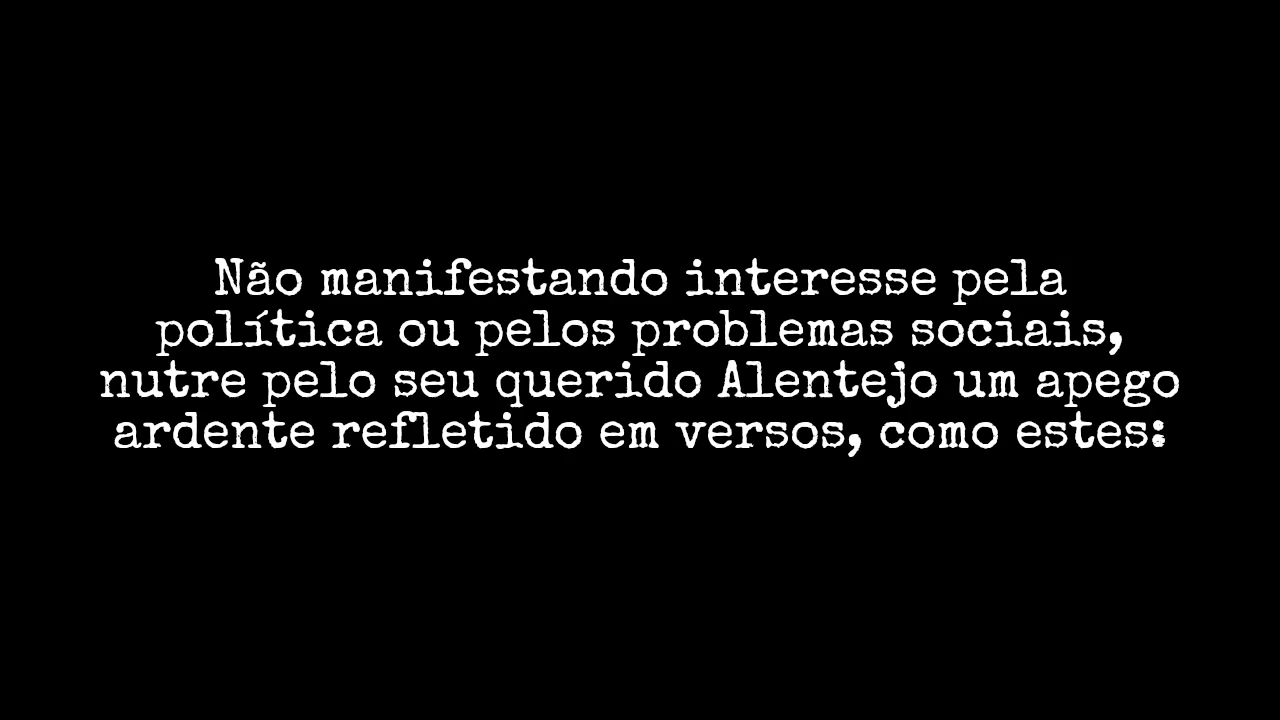 Não manifestando interesse pela
política ou pelos problemas sociais,
nutre pelo seu querido Alentejo um apego
ardente refletido em versos, como estes: